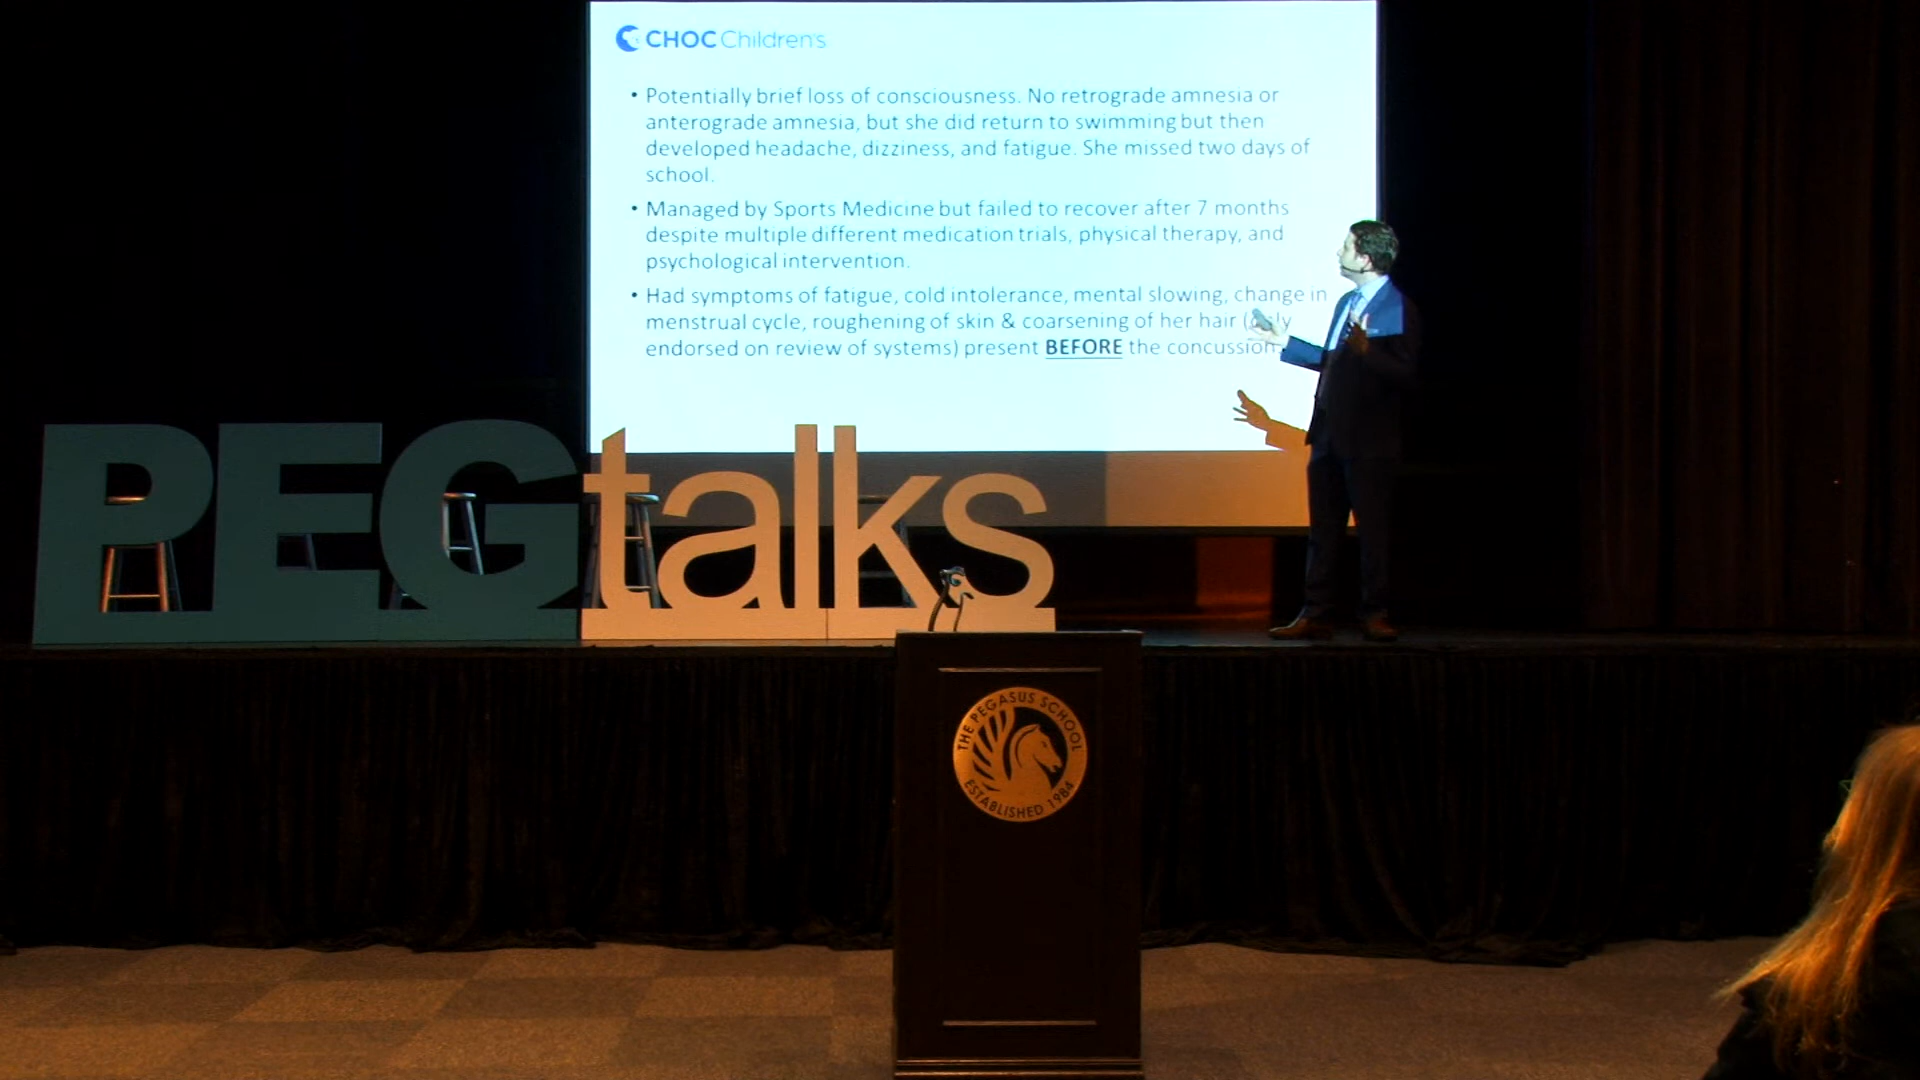 CHOC Children's
• Potentially brief loss of consciousness. No retrograde amnesia or
anterograde amnesia, but she did return to swimming but then
developed headache, dizziness, and fatigue. She missed two days of
school.
• Managed by Sports Medicine but failed to recover after 7 months
despite multiple different medication trials, physical therapy, and
psychological intervention.
• Had symptoms of fatigue, cold intolerance, mental slowing, change in
menstrual cycle, roughening of skin & coarsening of her hair (
endorsed on review of systems) present BEFORE the concussion.
PEGtalks
THE PEGASUS SCHOOL
ESTABLISHED 1984